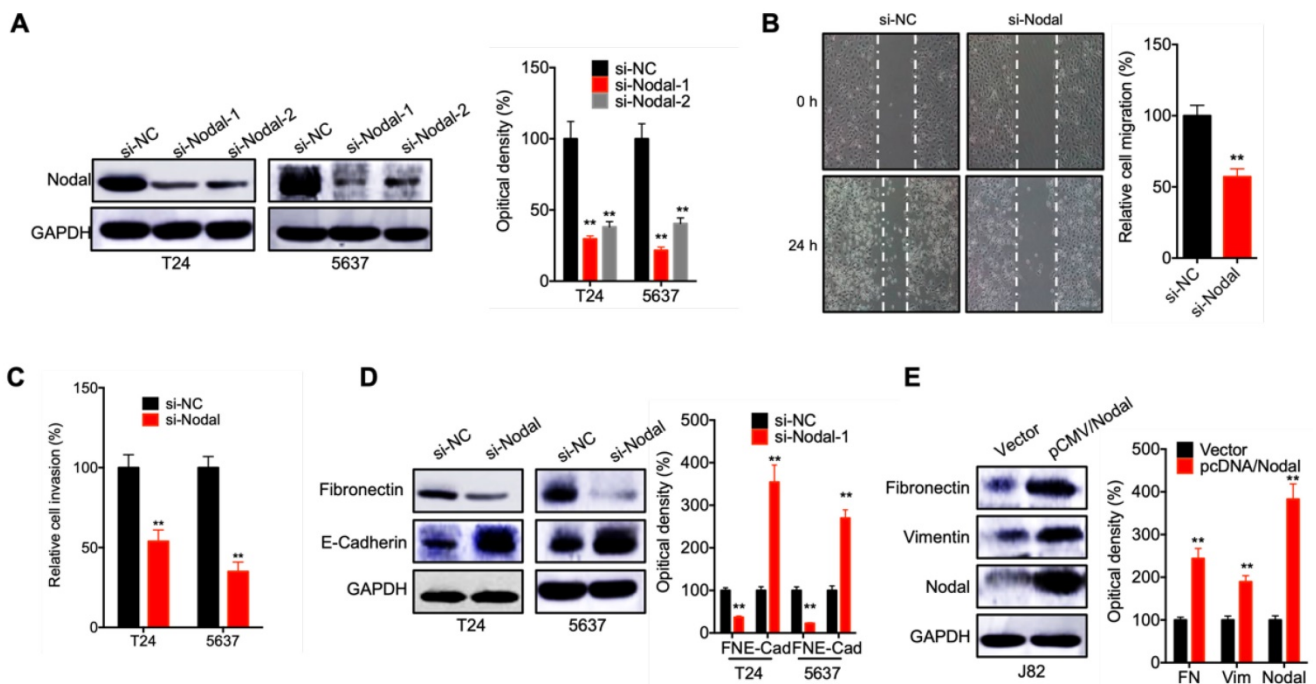 A
si-NC si-Nodal-1 si-Nodal-2 si-NC si-Nodal-1 si-Nodal-2
Nodal
GAPDH
T24 5637
Opitical density (%)
150
100
50
0
si-NC
si-Nodal-1
si-Nodal-2
** ** ** **
T24 5637
B
si-NC si-Nodal
0 h
24 h
Relative cell migration (%)
150
100
50
0
**
si-NC si-Nodal
C
Relative cell invasion (%)
150
100
50
0
si-NC
si-Nodal
** **
T24 5637
D
si-NC si-Nodal si-NC si-Nodal
Fibronectin
E-Cadherin
GAPDH
T24 5637
Opitical density (%)
500
400
300
200
100
0
si-NC
si-Nodal-1
** ** ** **
FN E-Cad FN E-Cad
T24 5637
E
Vector pCMV/Nodal
Fibronectin
Vimentin
Nodal
GAPDH
J82
Opitical density (%)
500
400
300
200
100
0
Vector
pcDNA/Nodal
** ** **
FN Vim Nodal